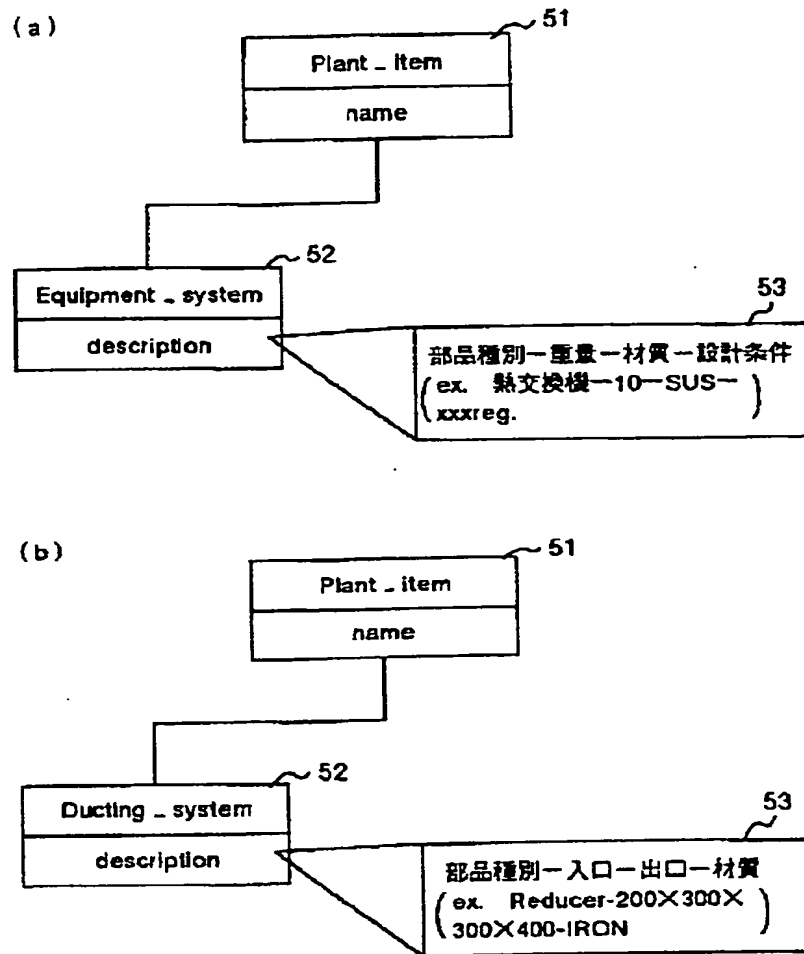 (a)
51
Plant_item
name
52
Equipment_system
description
53
部品種別ー重量ー材質ー設計条件
(ex. 熱交換機ー10ーSUSー
xxxreg.)
(b)
51
Plant_item
name
52
Ducting_system
description
53
部品種別ー入口ー出口ー材質
(ex. Reducer-200×300×
300×400-IRON)